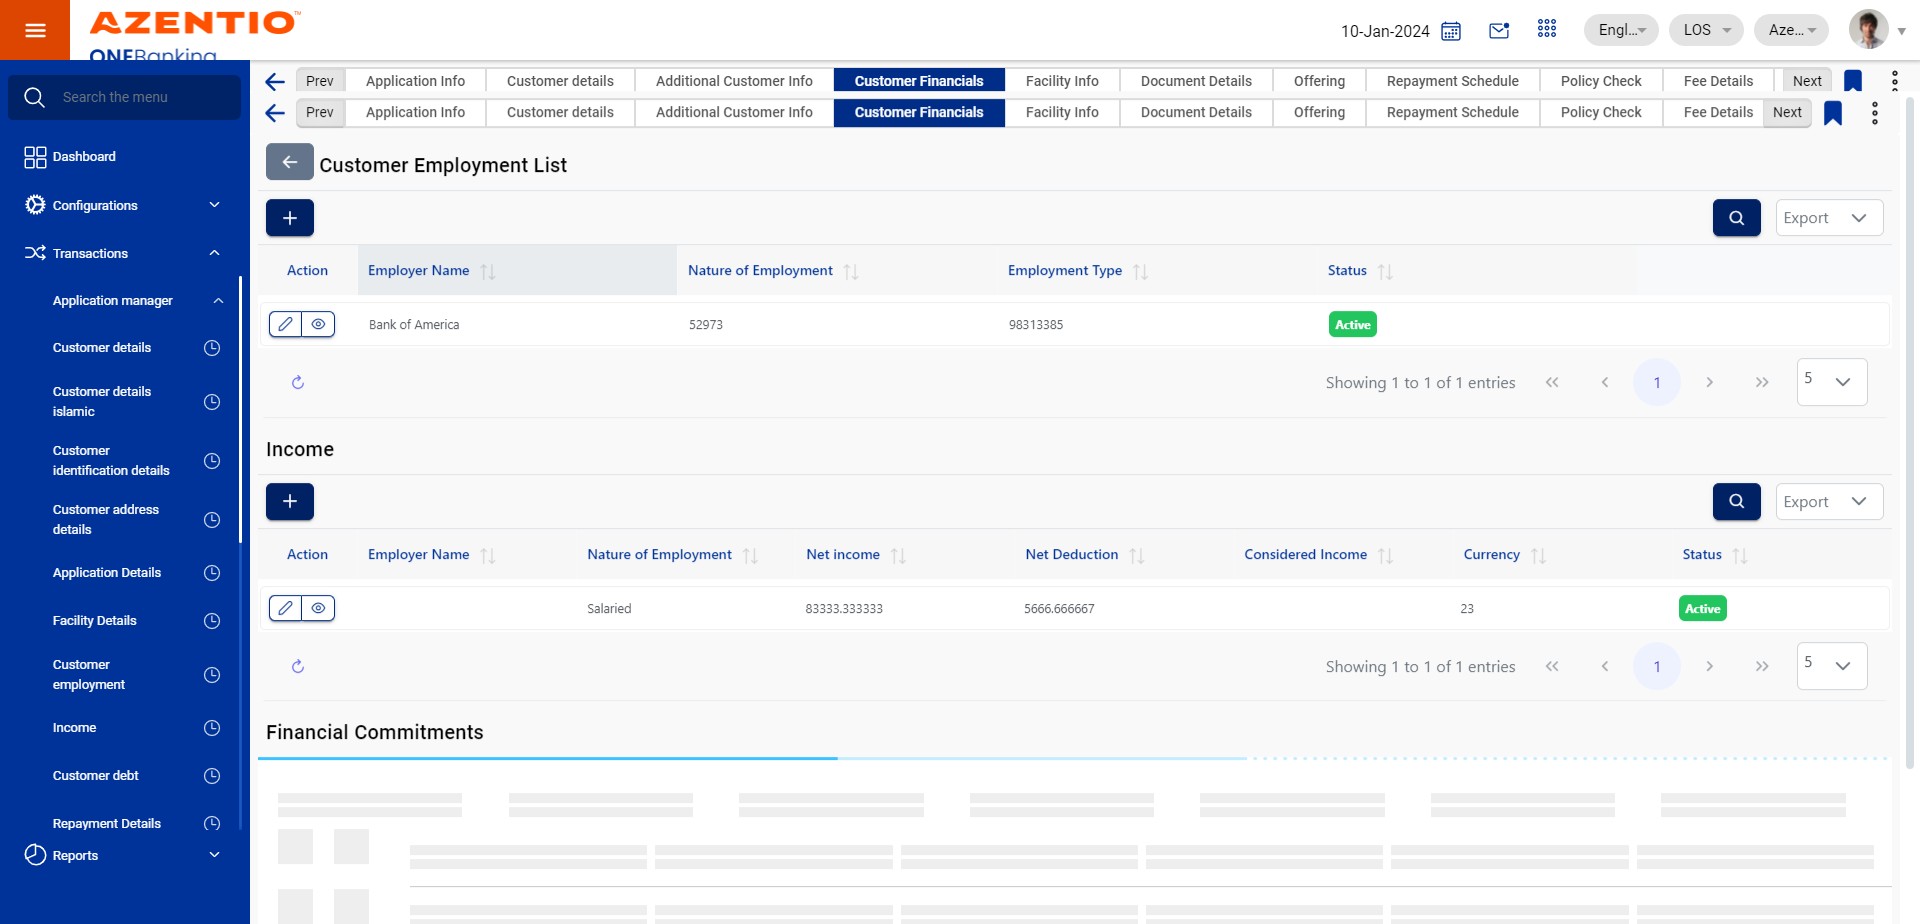 AZENTIO™
ONEBanking
10-Jan-2024
Engl...
LOS
Aze...
Search the menu
Dashboard
Configurations
Transactions
Application manager
Customer details
Customer details
islamic
Customer
identification details
Customer address
details
Application Details
Facility Details
Customer
employment
Income
Customer debt
Repayment Details
Reports
Prev Application Info Customer details Additional Customer Info Customer Financials Facility Info Document Details Offering Repayment Schedule Policy Check Fee Details Next
Prev Application Info Customer details Additional Customer Info Customer Financials Facility Info Document Details Offering Repayment Schedule Policy Check Fee Details Next
Customer Employment List
Export
Action Employer Name Nature of Employment Employment Type Status
Bank of America 52973 98313385 Active
Showing 1 to 1 of 1 entries 1 5
Income
Export
Action Employer Name Nature of Employment Net income Net Deduction Considered Income Currency Status
Salaried 83333.333333 5666.666667 23 Active
Showing 1 to 1 of 1 entries 1 5
Financial Commitments